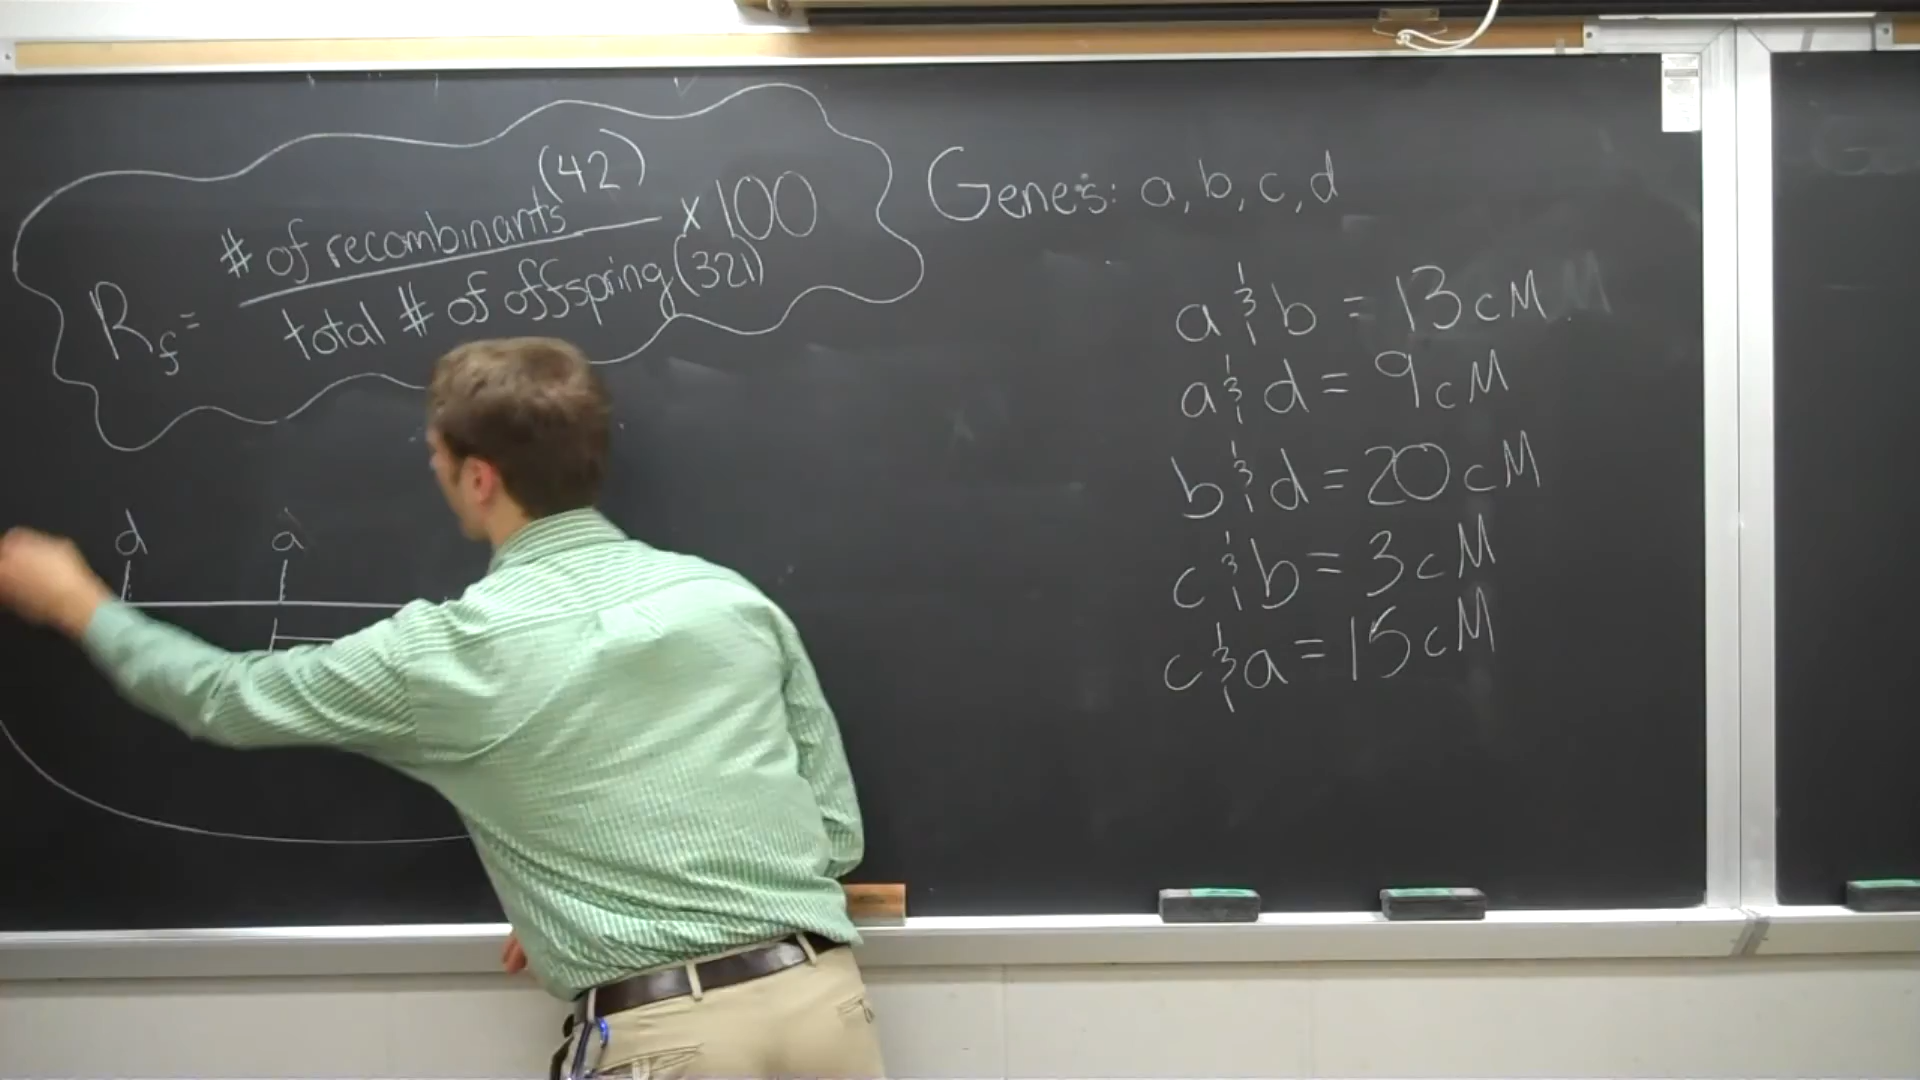 R_f = # of recombinants (42) / total # of offspring (321) x 100
Genes: a, b, c, d
a & b = 13 cM
a & d = 9 cM
b & d = 20 cM
c & b = 3 cM
c & a = 15 cM
d a